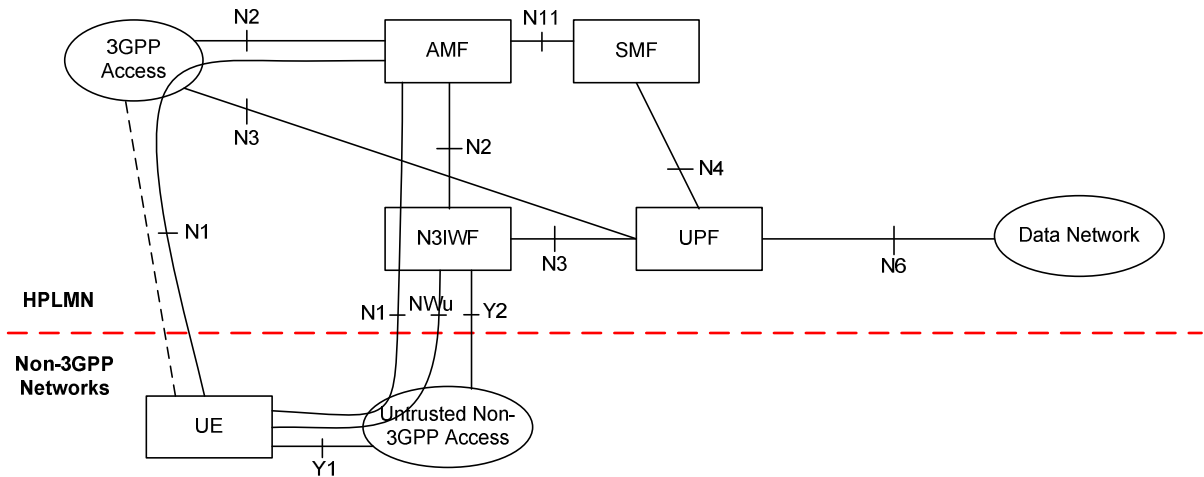 N2
3GPP
Access
AMF
N11
SMF
N3
N2
N4
N1
N3IWF
N3
UPF
N6
Data Network
HPLMN
N1
NWu
Y2
Non-3GPP
Networks
UE
Untrusted Non-
3GPP Access
Y1